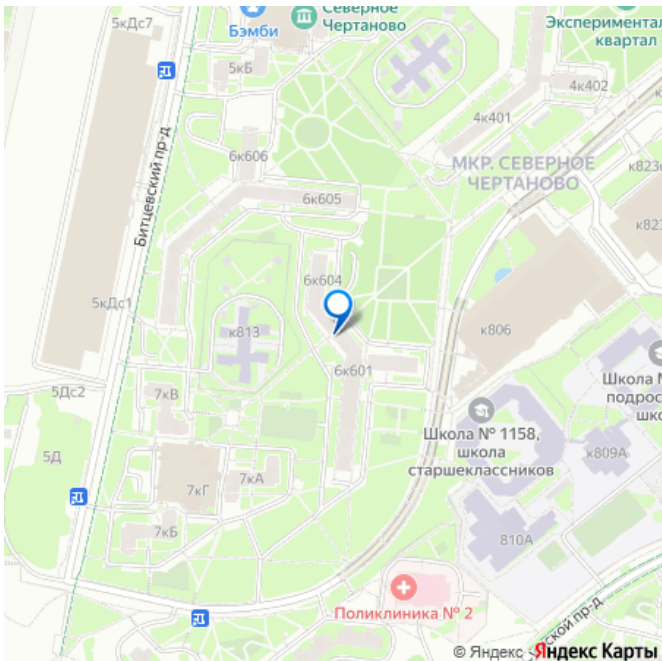 5кДс7
Северное
Чертаново
Бэмби
Экспериментал
квартал
5кБ
4к402
4к401
6к606
МКР. СЕВЕРНОЕ
ЧЕРТАНОВО
к823с
Битцевский пр-д
6к605
к823
6к604
5кДс1
к813
к806
6к601
5Дс2
7кВ
Школа №
подрос
шко
Школа № 1158,
школа
старшеклассников
к809А
5Д
7кГ
7кА
7кБ
810А
Поликлиника № 2
ской пр-д
© Яндекс Яндекс Карты